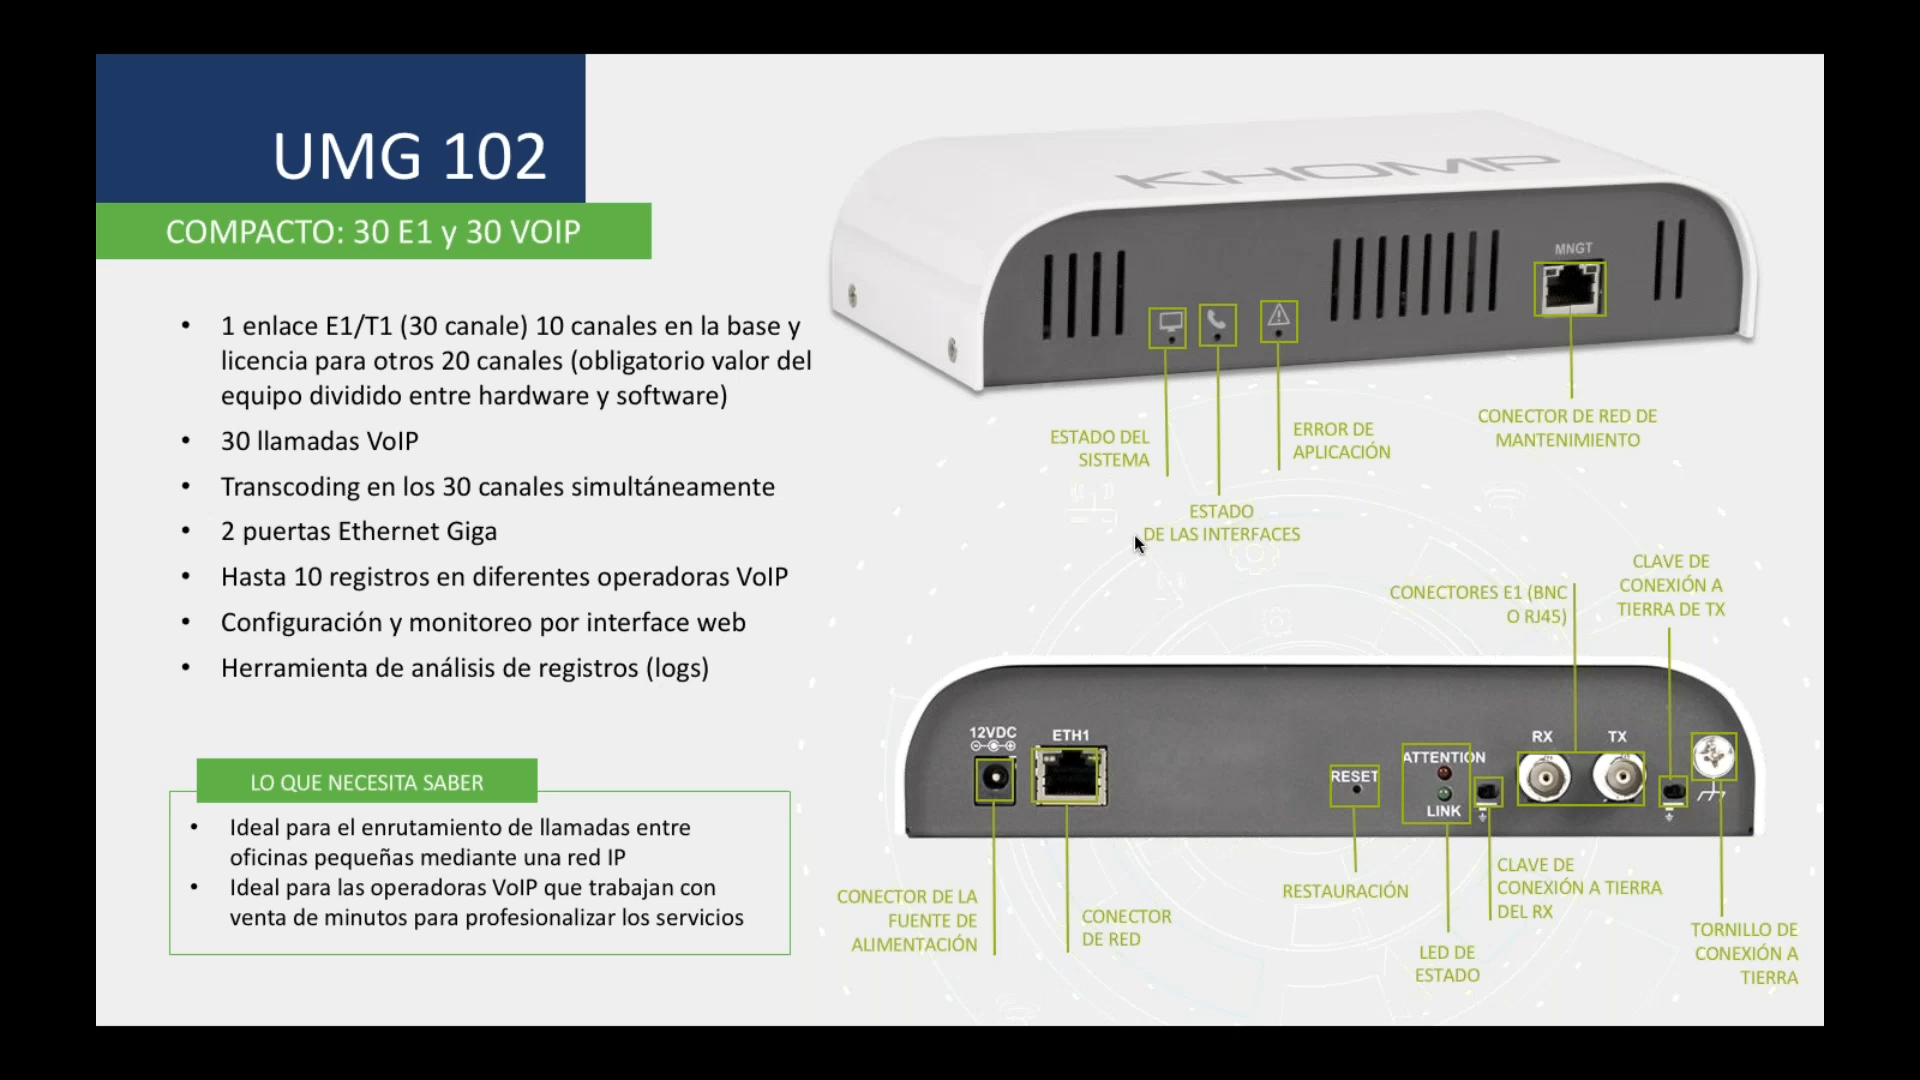 UMG 102
COMPACTO: 30 E1 y 30 VOIP
• 1 enlace E1/T1 (30 canale) 10 canales en la base y
licencia para otros 20 canales (obligatorio valor del
equipo dividido entre hardware y software)
• 30 llamadas VoIP
• Transcoding en los 30 canales simultáneamente
• 2 puertas Ethernet Giga
• Hasta 10 registros en diferentes operadoras VoIP
• Configuración y monitoreo por interface web
• Herramienta de análisis de registros (logs)
LO QUE NECESITA SABER
• Ideal para el enrutamiento de llamadas entre
oficinas pequeñas mediante una red IP
• Ideal para las operadoras VoIP que trabajan con
venta de minutos para profesionalizar los servicios
KHOMP
MNGT
ESTADO DEL
SISTEMA
ESTADO
DE LAS INTERFACES
ERROR DE
APLICACIÓN
CONECTOR DE RED DE
MANTENIMIENTO
CONECTORES E1 (BNC
O RJ45)
CLAVE DE
CONEXIÓN A
TIERRA DE TX
12VDC
ETH1
RESET
ATTENTION
LINK
RX
TX
CONECTOR DE LA
FUENTE DE
ALIMENTACIÓN
CONECTOR
DE RED
RESTAURACIÓN
LED DE
ESTADO
CLAVE DE
CONEXIÓN A TIERRA
DEL RX
TORNILLO DE
CONEXIÓN A
TIERRA